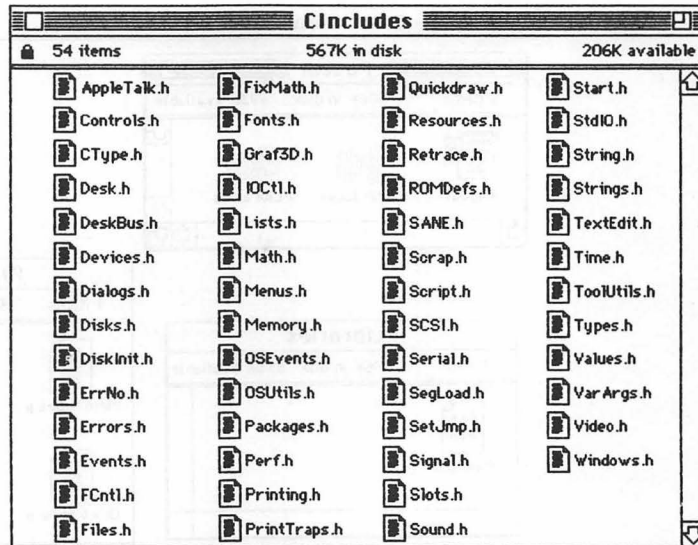 CIncludes
54 items
567K in disk
206K available
AppleTalk.h
Controls.h
CType.h
Desk.h
DeskBus.h
Devices.h
Dialogs.h
Disks.h
DiskInit.h
ErrNo.h
Errors.h
Events.h
FCntl.h
Files.h
FixMath.h
Fonts.h
Graf3D.h
IOCtl.h
Lists.h
Math.h
Menus.h
Memory.h
OSEvents.h
OSUtils.h
Packages.h
Perf.h
Printing.h
PrintTraps.h
Quickdraw.h
Resources.h
Retrace.h
ROMDefs.h
SANE.h
Scrap.h
Script.h
SCSI.h
Serial.h
SegLoad.h
SetJmp.h
Signal.h
Slots.h
Sound.h
Start.h
StdIO.h
String.h
Strings.h
TextEdit.h
Time.h
ToolUtils.h
Types.h
Values.h
VarArgs.h
Video.h
Windows.h